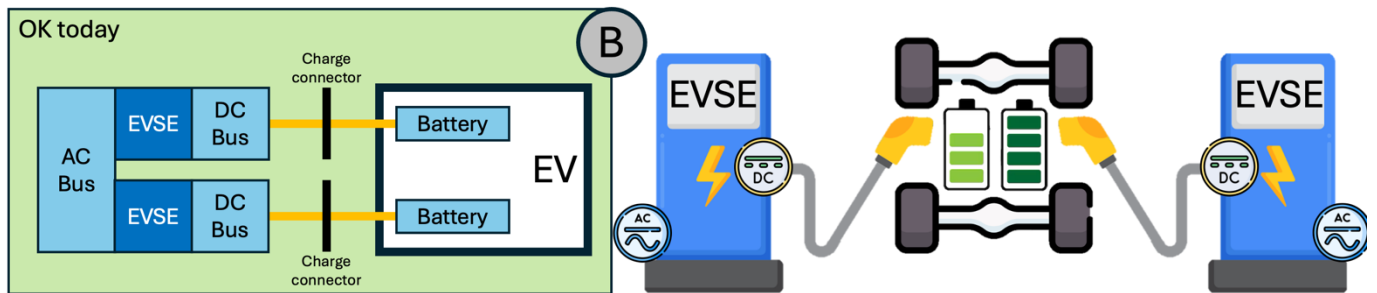 OK today
B
Charge
connector
AC
Bus
EVSE
DC
Bus
Battery
EV
EVSE
DC
Bus
Battery
Charge
connector
EVSE
DC
AC
EVSE
DC
AC